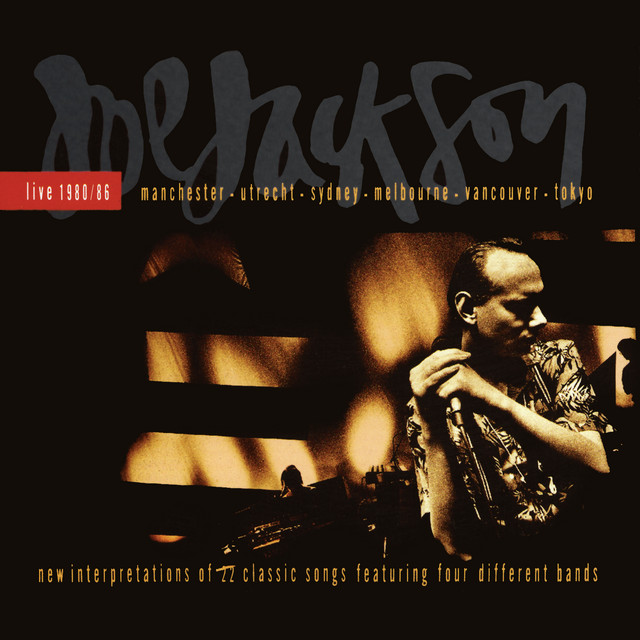 Joe Jackson
live 1980/86
manchester • utrecht • sydney • melbourne • vancouver • tokyo
new interpretations of 22 classic songs featuring four different bands